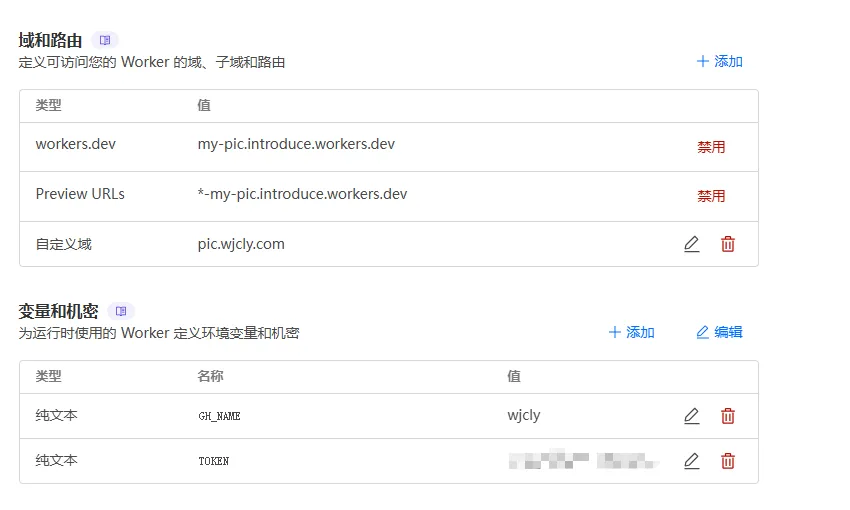 域和路由
定义可访问您的 Worker 的域、子域和路由
添加
类型 值
workers.dev my-pic.introduce.workers.dev 禁用
Preview URLs *-my-pic.introduce.workers.dev 禁用
自定义域 pic.wjcly.com
变量和机密
为运行时使用的 Worker 定义环境变量和机密
添加 编辑
类型 名称 值
纯文本 GH_NAME wjcly
纯文本 TOKEN